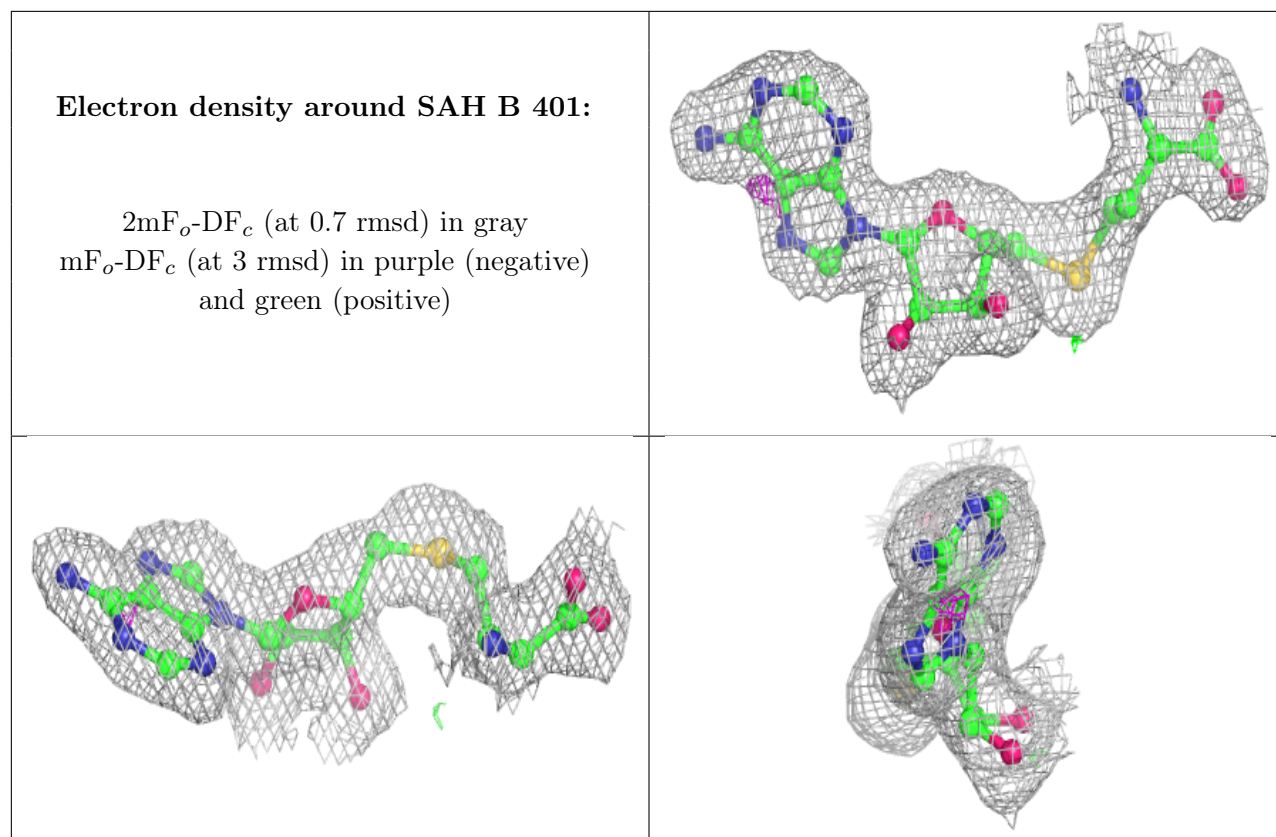 Electron density around SAH B 401:
2mFₒ-DF𝒸 (at 0.7 rmsd) in gray
mFₒ-DF𝒸 (at 3 rmsd) in purple (negative)
and green (positive)